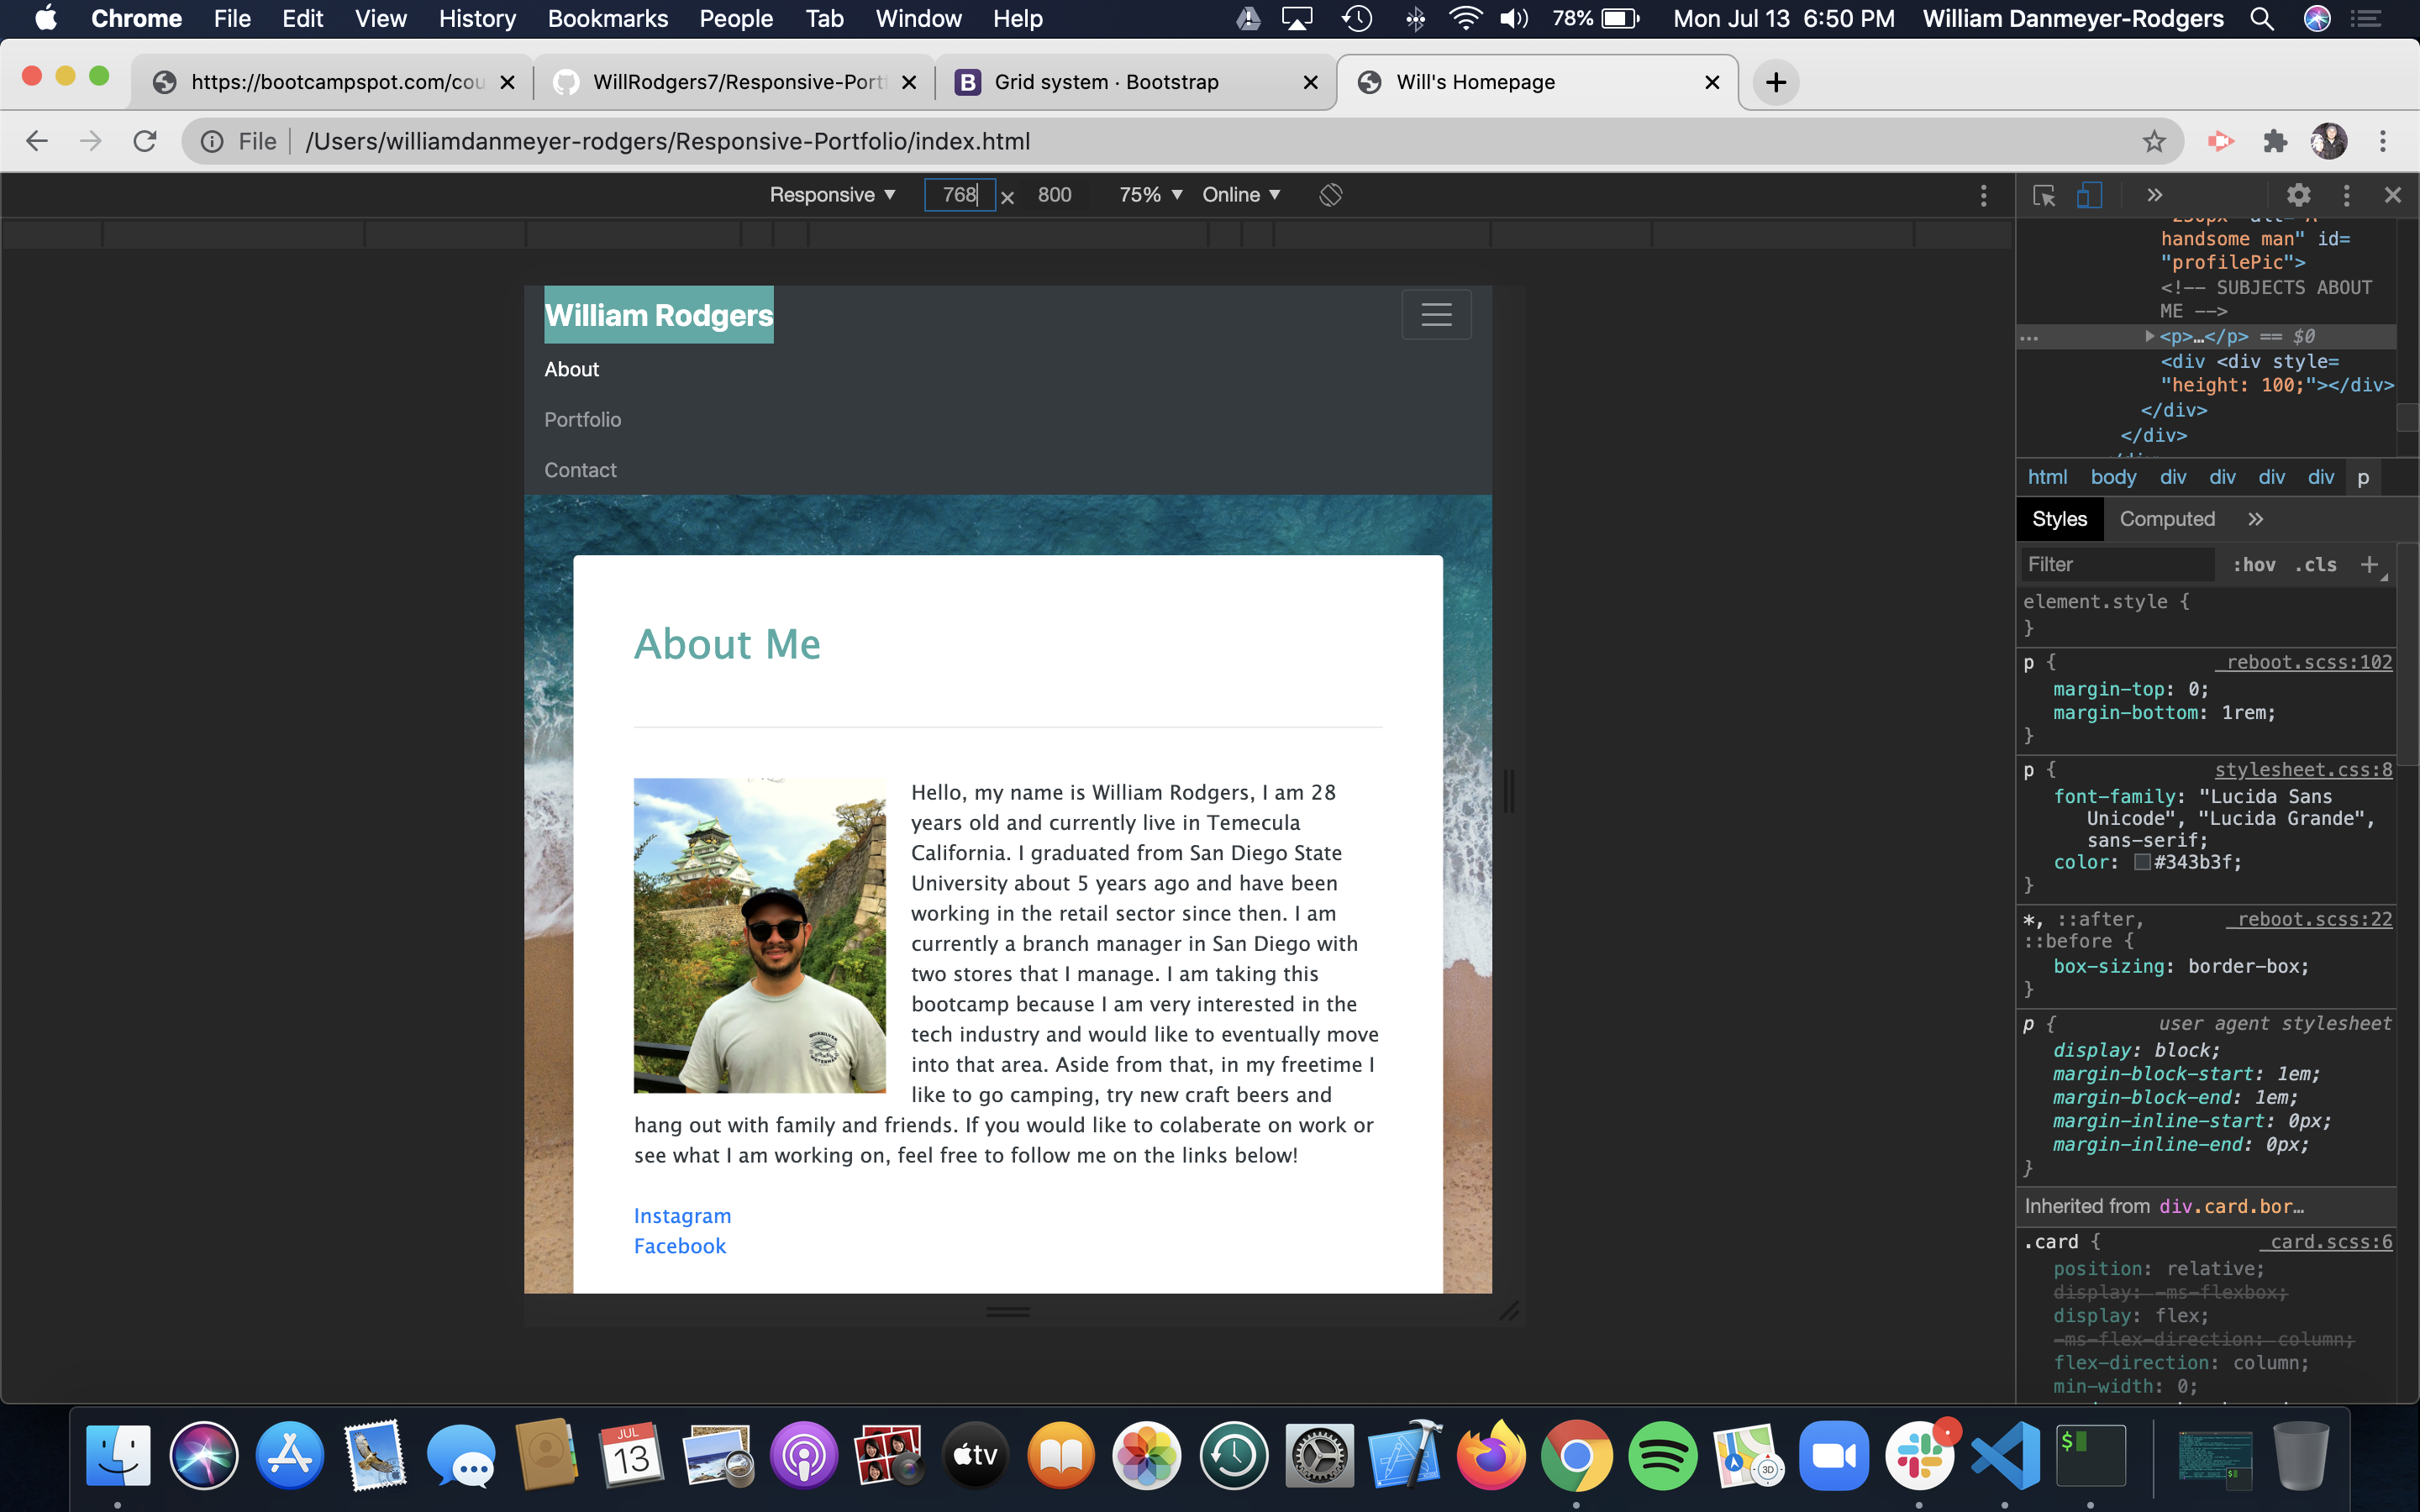 Chrome File Edit View History Bookmarks People Tab Window Help 78% Mon Jul 13 6:50 PM William Danmeyer-Rodgers
https://bootcampspot.com/cou WillRodgers7/Responsive-Port Grid system · Bootstrap Will's Homepage
File /Users/williamdanmeyer-rodgers/Responsive-Portfolio/index.html
Responsive 768 × 800 75% Online
William Rodgers
About
Portfolio
Contact
About Me
Hello, my name is William Rodgers, I am 28
years old and currently live in Temecula
California. I graduated from San Diego State
University about 5 years ago and have been
working in the retail sector since then. I am
currently a branch manager in San Diego with
two stores that I manage. I am taking this
bootcamp because I am very interested in the
tech industry and would like to eventually move
into that area. Aside from that, in my freetime I
like to go camping, try new craft beers and
hang out with family and friends. If you would like to colaberate on work or
see what I am working on, feel free to follow me on the links below!
Instagram
Facebook
handsome man" id=
"profilePic">
<!-- SUBJECTS ABOUT
ME -->
<p>…</p> == $0
<div <div style=
"height: 100;"></div>
</div>
</div>
html body div div div div p
Styles Computed
Filter :hov .cls
element.style {
}
p { _reboot.scss:102
margin-top: 0;
margin-bottom: 1rem;
}
p { stylesheet.css:8
font-family: "Lucida Sans
Unicode", "Lucida Grande",
sans-serif;
color: #343b3f;
}
*, ::after, _reboot.scss:22
::before {
box-sizing: border-box;
}
p { user agent stylesheet
display: block;
margin-block-start: 1em;
margin-block-end: 1em;
margin-inline-start: 0px;
margin-inline-end: 0px;
}
Inherited from div.card.bor…
.card { _card.scss:6
position: relative;
display: -ms-flexbox;
display: flex;
-ms-flex-direction: column;
flex-direction: column;
min-width: 0;
JUL
13
tv
3D
$